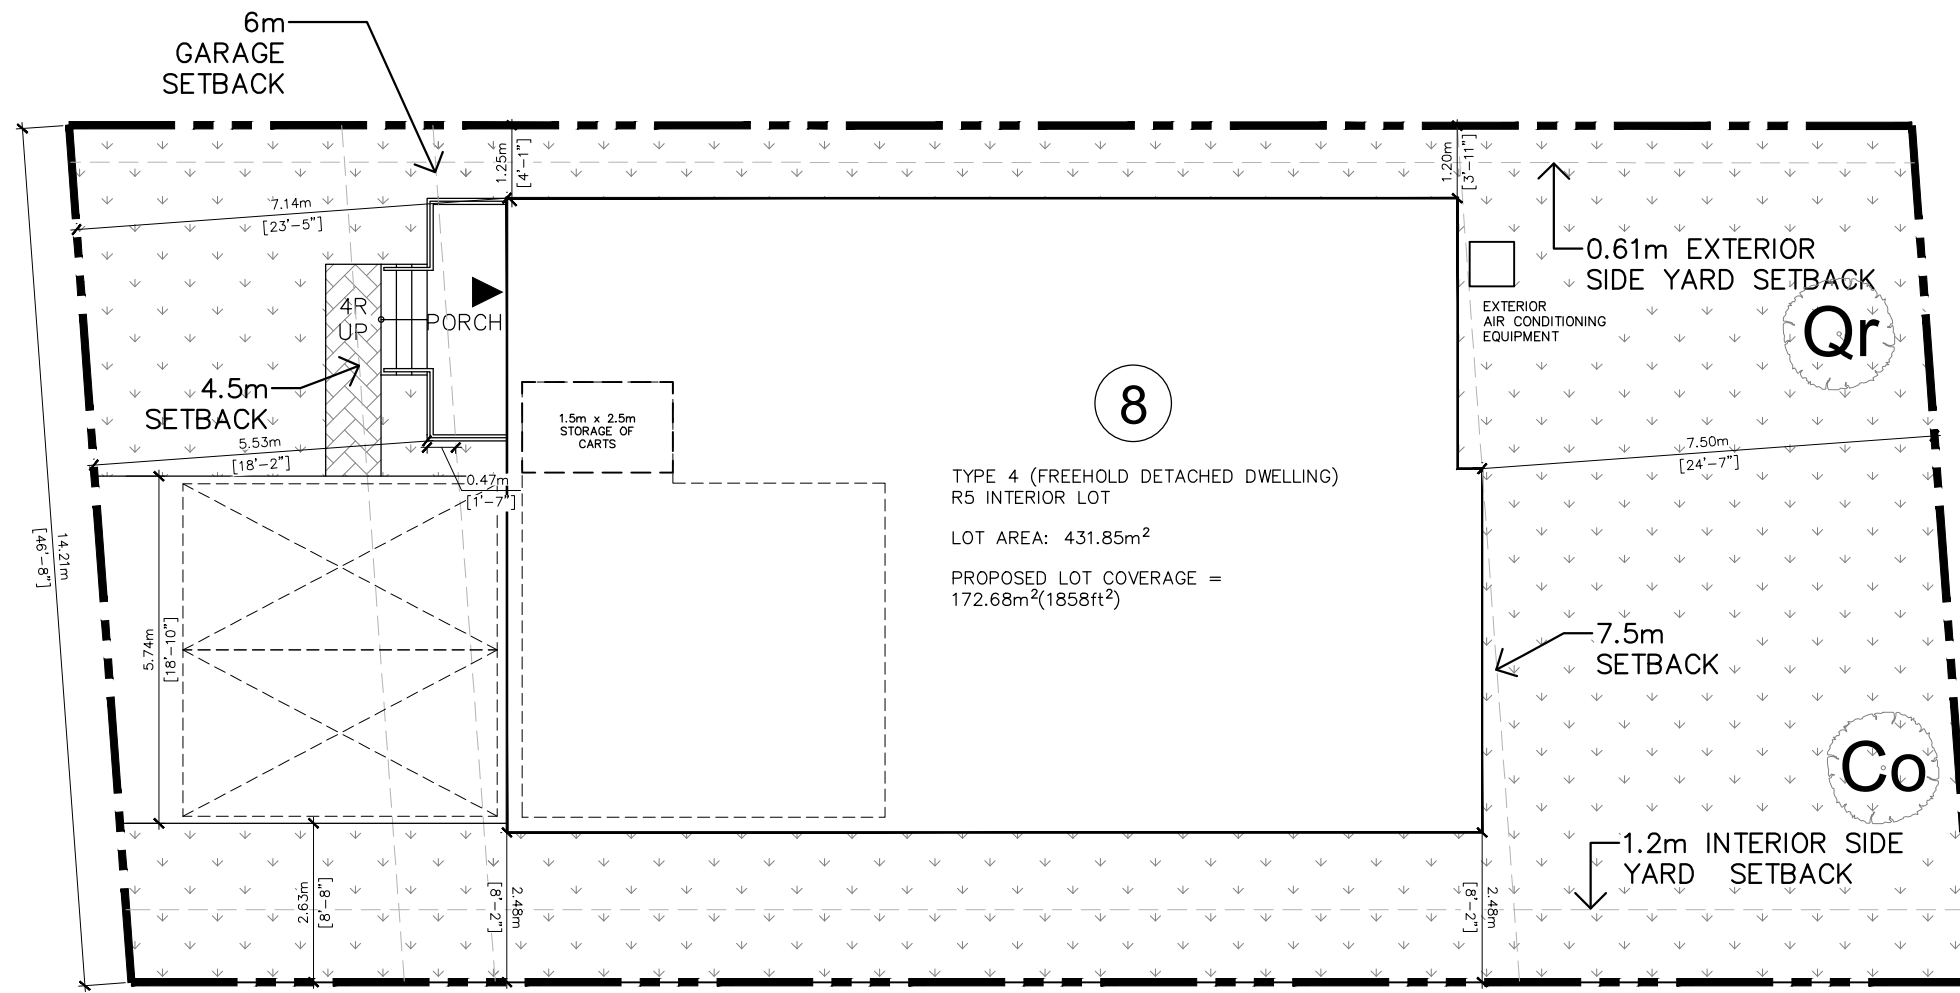 6m
GARAGE
SETBACK
1.25m
[4'-1"]
1.20m
[3'-11"]
7.14m
[23'-5"]
0.61m EXTERIOR
SIDE YARD SETBACK
4R
UP
PORCH
EXTERIOR
AIR CONDITIONING
EQUIPMENT
Qr
4.5m
SETBACK
8
1.5m x 2.5m
STORAGE OF
CARTS
5.53m
[18'-2"]
7.50m
[24'-7"]
0.47m
[1'-7"]
TYPE 4 (FREEHOLD DETACHED DWELLING)
R5 INTERIOR LOT
LOT AREA: 431.85m²
PROPOSED LOT COVERAGE =
172.68m²(1858ft²)
14.21m
[46'-8"]
5.74m
[18'-10"]
7.5m
SETBACK
Co
1.2m INTERIOR SIDE
YARD SETBACK
2.63m
[8'-8"]
2.48m
[8'-2"]
2.48m
[8'-2"]